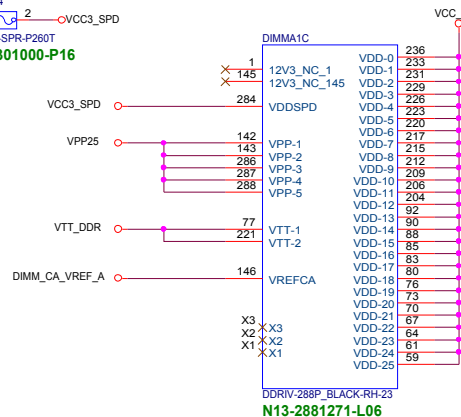 2
VCC3_SPD
-SPR-P260T
B01000-P16
VCC_
DIMMA1C
1
12V3_NC_1
145
12V3_NC_145
VCC3_SPD
284
VDDSPD
VPP25
142
VPP-1
143
VPP-2
286
VPP-3
287
VPP-4
288
VPP-5
VTT_DDR
77
VTT-1
221
VTT-2
DIMM_CA_VREF_A
146
VREFCA
X3
X3
X2
X2
X1
X1
VDD-0
236
VDD-1
233
VDD-2
231
VDD-3
229
VDD-4
226
VDD-5
223
VDD-6
220
VDD-7
217
VDD-8
215
VDD-9
212
VDD-10
209
VDD-11
206
VDD-12
204
VDD-13
92
VDD-14
90
VDD-15
88
VDD-16
85
VDD-17
83
VDD-18
80
VDD-19
76
VDD-20
73
VDD-21
70
VDD-22
67
VDD-23
64
VDD-24
61
VDD-25
59
DDRIV-288P_BLACK-RH-23
N13-2881271-L06